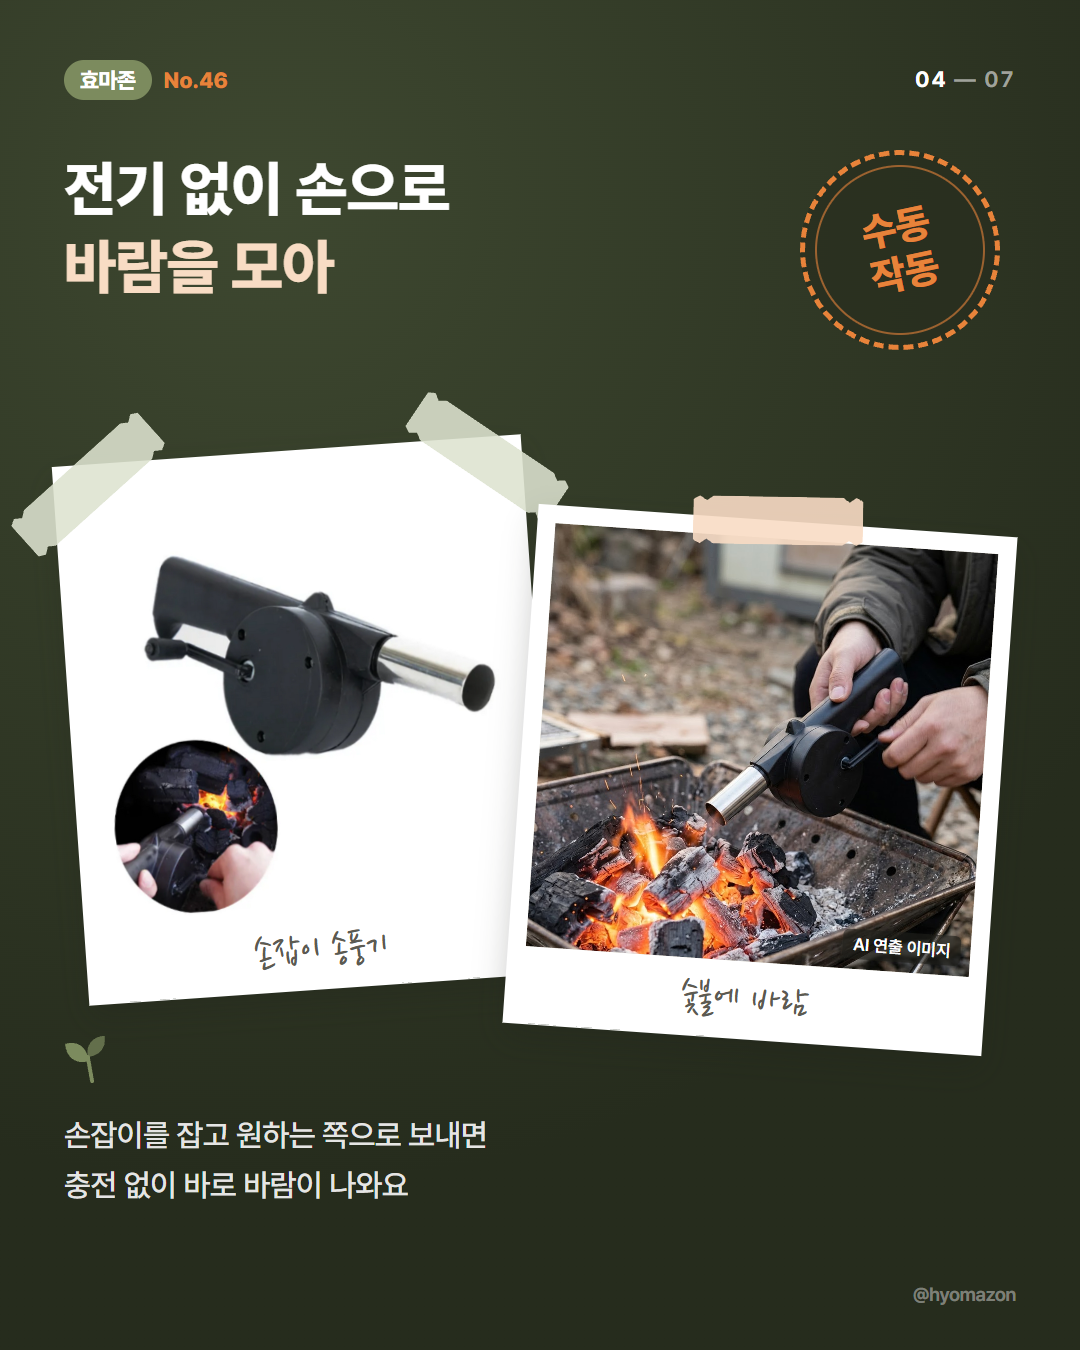 효마존 No.46
04 — 07
전기 없이 손으로
바람을 모아
수동
작동
손잡이 송풍기
AI 연출 이미지
숯불에 바람
손잡이를 잡고 원하는 쪽으로 보내면
충전 없이 바로 바람이 나와요
@hyomazon